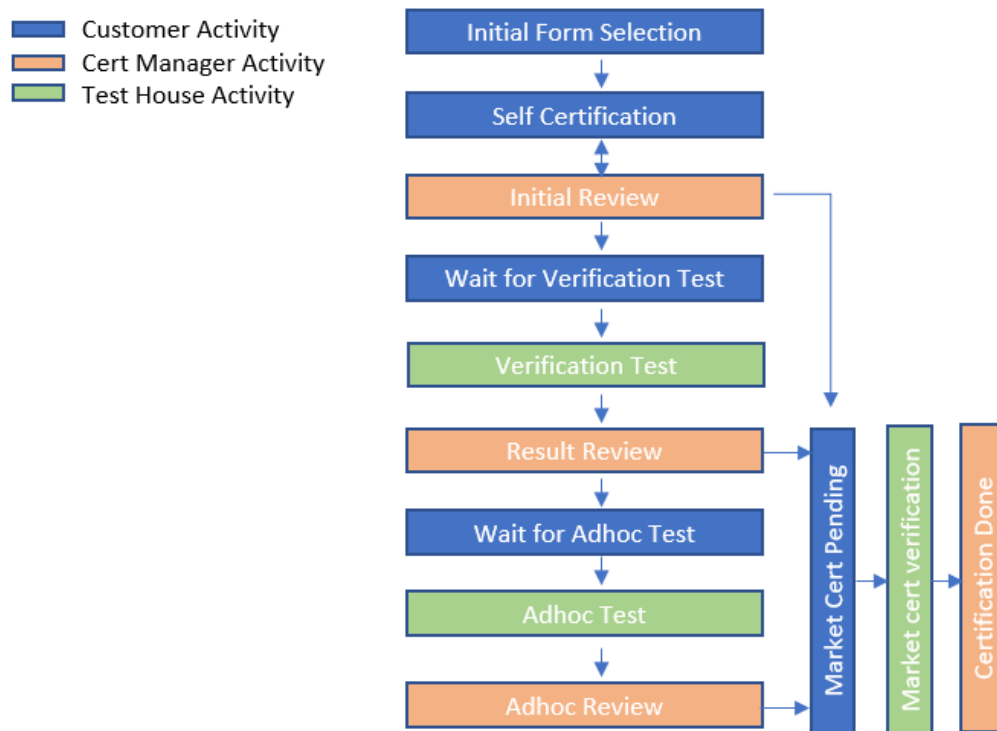 Customer Activity
Cert Manager Activity
Test House Activity
Initial Form Selection
Self Certification
Initial Review
Wait for Verification Test
Verification Test
Result Review
Wait for Adhoc Test
Adhoc Test
Adhoc Review
Market Cert Pending
Market cert verification
Certification Done